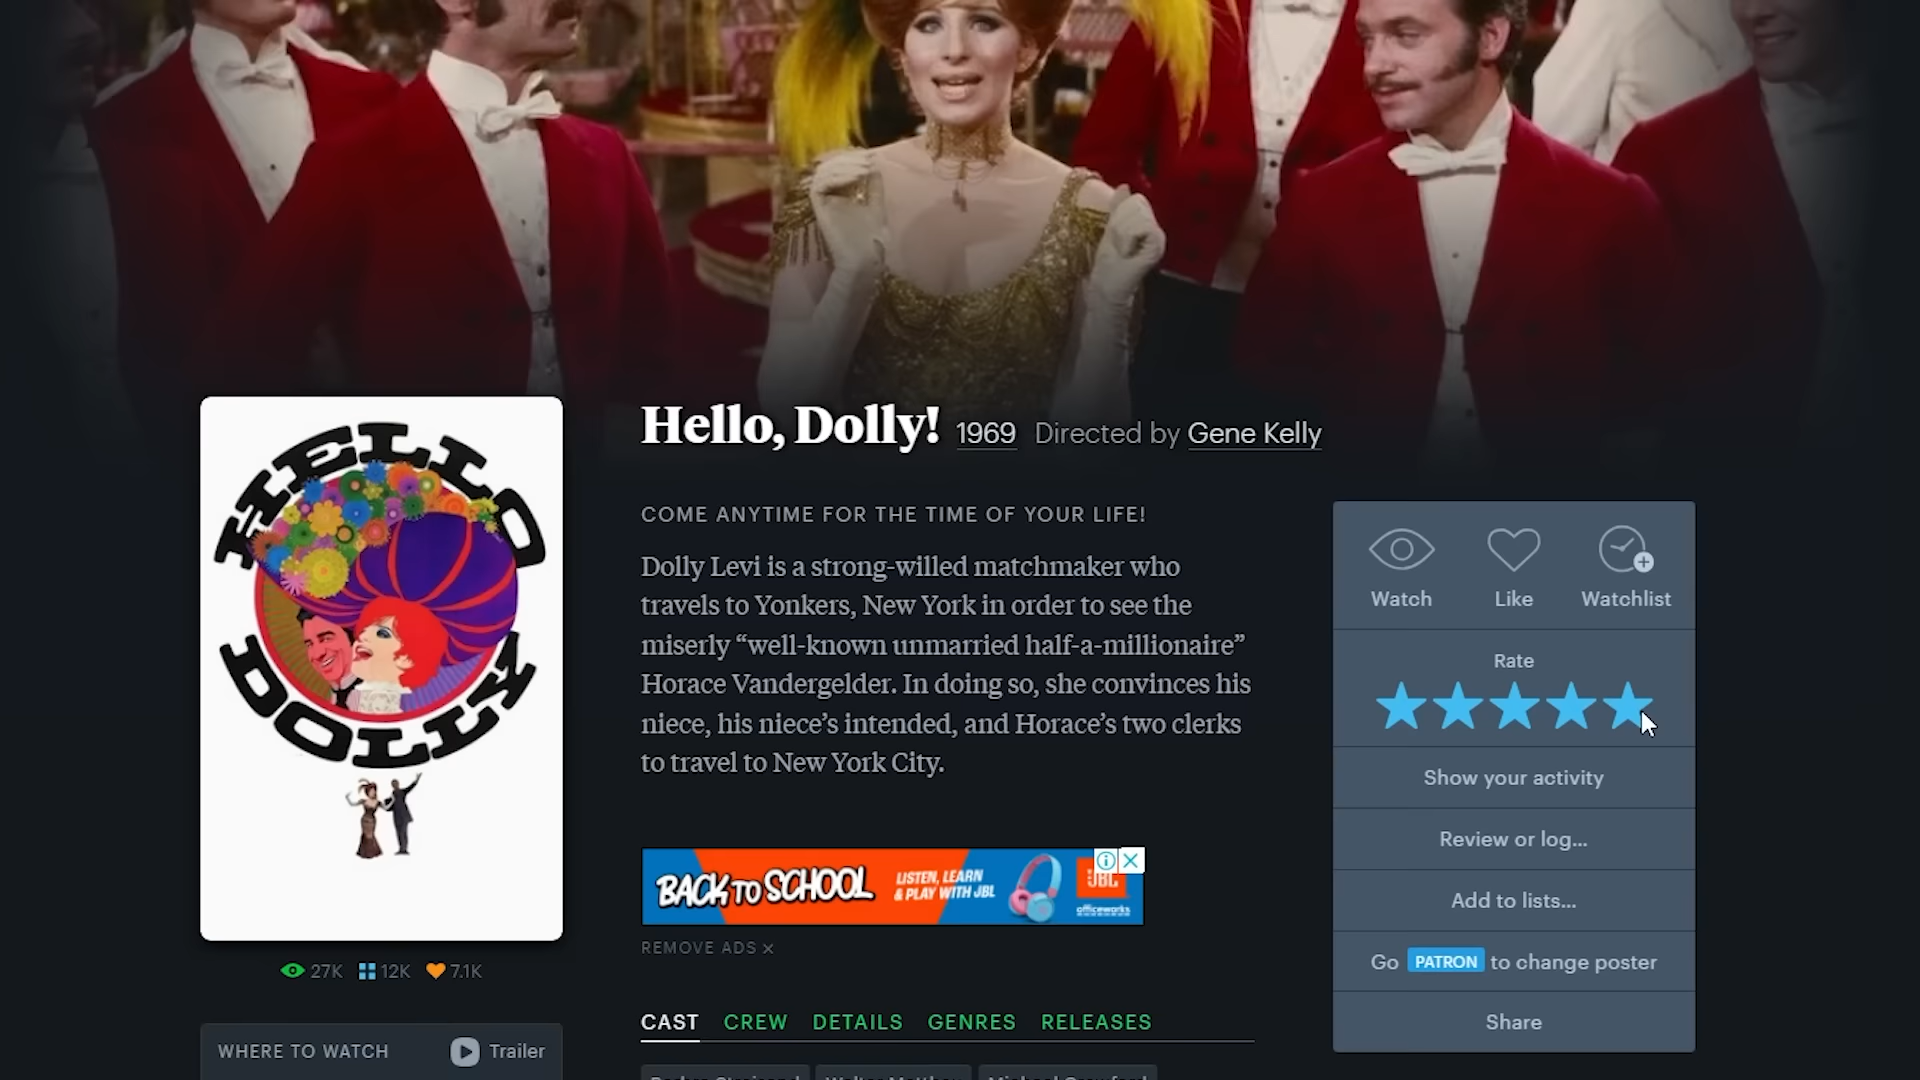 Hello, Dolly! 1969 Directed by Gene Kelly
HELLO
DOLLY
COME ANYTIME FOR THE TIME OF YOUR LIFE!
Dolly Levi is a strong-willed matchmaker who
travels to Yonkers, New York in order to see the
miserly “well-known unmarried half-a-millionaire”
Horace Vandergelder. In doing so, she convinces his
niece, his niece’s intended, and Horace’s two clerks
to travel to New York City.
Watch Like Watchlist
Rate
Show your activity
Review or log...
Add to lists...
Go PATRON to change poster
Share
BACK TO SCHOOL
LISTEN, LEARN
& PLAY WITH JBL
JBL
officeworks
REMOVE ADS ×
27K 12K 7.1K
WHERE TO WATCH Trailer
CAST CREW DETAILS GENRES RELEASES